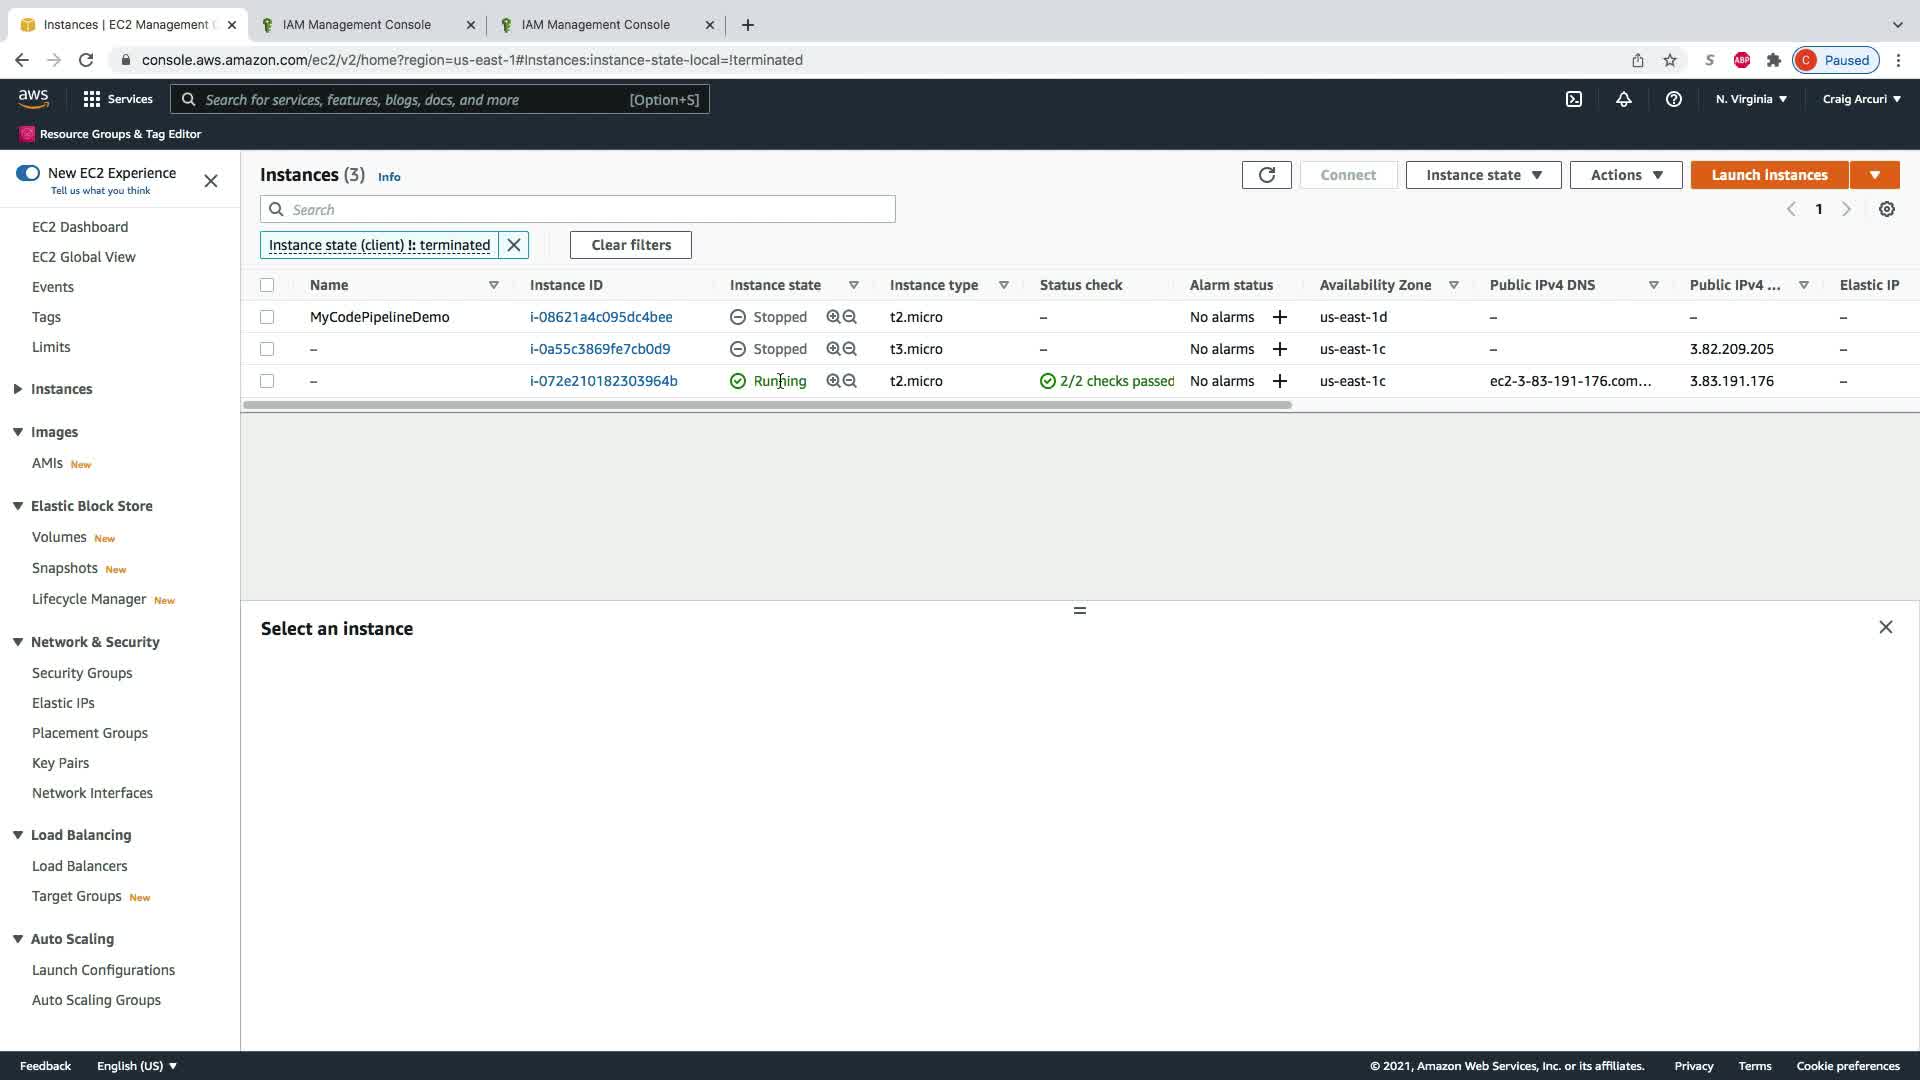 Instances | EC2 Management C
IAM Management Console
IAM Management Console
console.aws.amazon.com/ec2/v2/home?region=us-east-1#Instances:instance-state-local=!terminated
S
ABP
C Paused
aws
Services
Search for services, features, blogs, docs, and more [Option+S]
N. Virginia
Craig Arcuri
Resource Groups & Tag Editor
New EC2 Experience
Tell us what you think
EC2 Dashboard
EC2 Global View
Events
Tags
Limits
Instances
Images
AMIs New
Elastic Block Store
Volumes New
Snapshots New
Lifecycle Manager New
Network & Security
Security Groups
Elastic IPs
Placement Groups
Key Pairs
Network Interfaces
Load Balancing
Load Balancers
Target Groups New
Auto Scaling
Launch Configurations
Auto Scaling Groups
Instances (3) Info
Connect
Instance state
Actions
Launch Instances
Search
1
Instance state (client) !: terminated
Clear filters
Name Instance ID Instance state Instance type Status check Alarm status Availability Zone Public IPv4 DNS Public IPv4 ... Elastic IP
MyCodePipelineDemo i-08621a4c095dc4bee Stopped t2.micro – No alarms + us-east-1d – – –
– i-0a55c3869fe7cb0d9 Stopped t3.micro – No alarms + us-east-1c – 3.82.209.205 –
– i-072e210182303964b Running t2.micro 2/2 checks passed No alarms + us-east-1c ec2-3-83-191-176.com... 3.83.191.176 –
Select an instance
Feedback
English (US)
© 2021, Amazon Web Services, Inc. or its affiliates.
Privacy
Terms
Cookie preferences